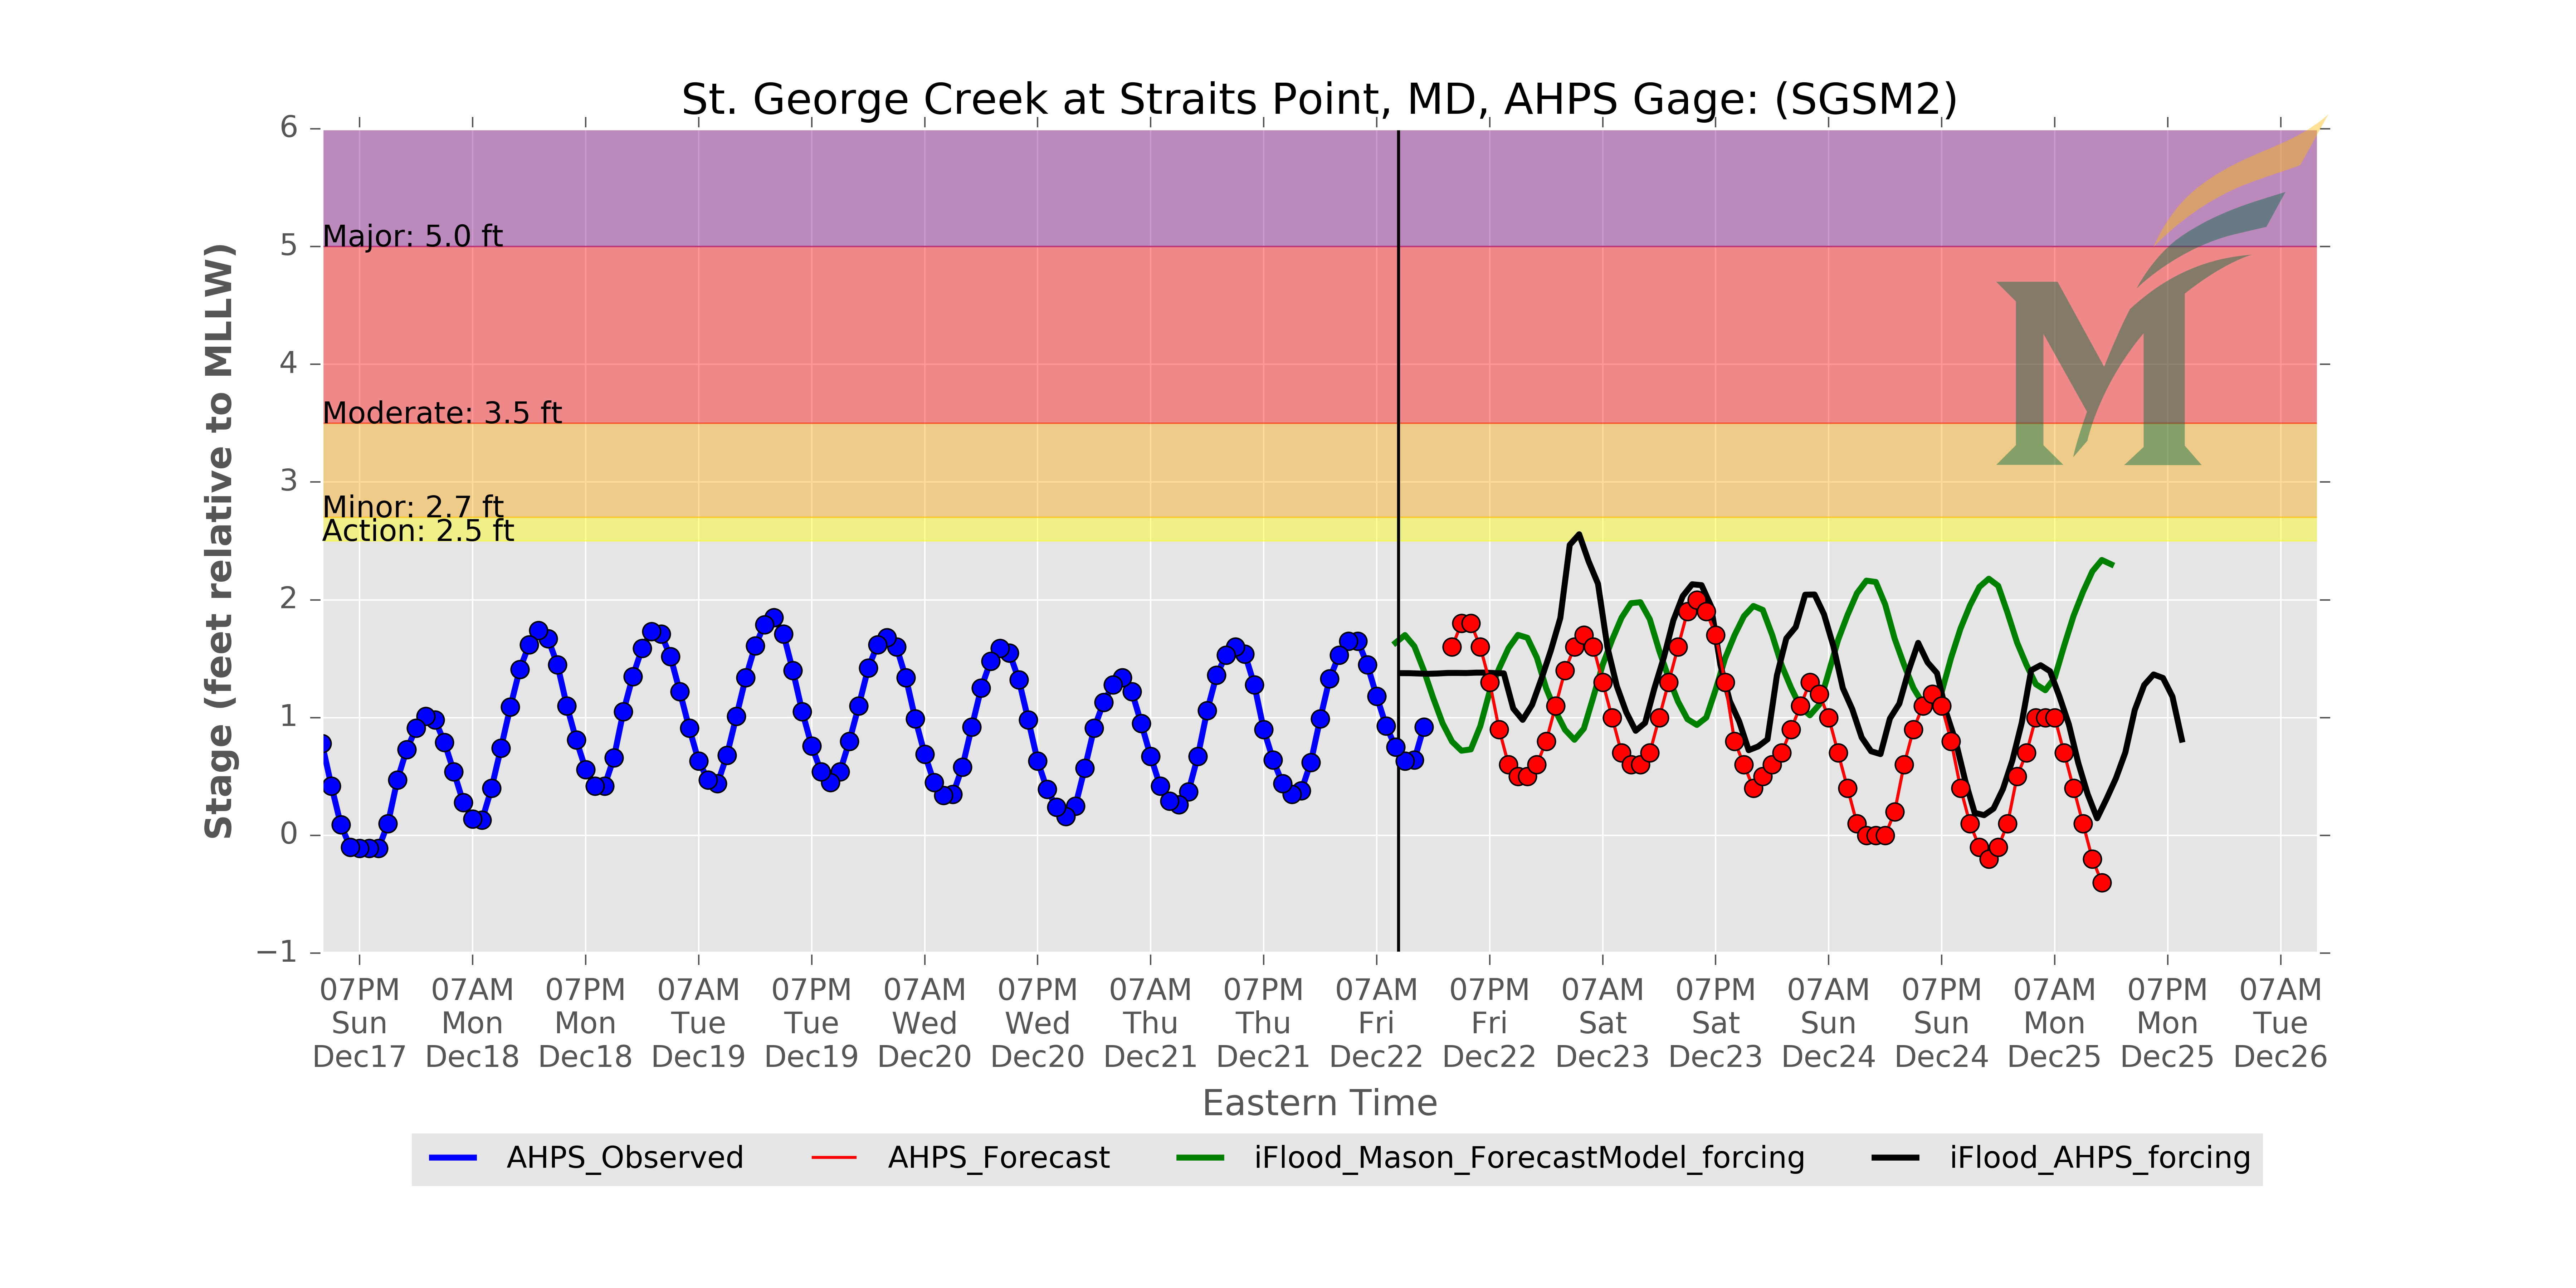 St. George Creek at Straits Point, MD, AHPS Gage: (SGSM2)
Stage (feet relative to MLLW)
6
5
4
3
2
1
0
−1
Major: 5.0 ft
Moderate: 3.5 ft
Minor: 2.7 ft
Action: 2.5 ft
M
07PM 07AM 07PM 07AM 07PM 07AM 07PM 07AM 07PM 07AM 07PM 07AM 07PM 07AM 07PM 07AM 07PM 07AM
Sun Mon Mon Tue Tue Wed Wed Thu Thu Fri Fri Sat Sat Sun Sun Mon Mon Tue
Dec17 Dec18 Dec18 Dec19 Dec19 Dec20 Dec20 Dec21 Dec21 Dec22 Dec22 Dec23 Dec23 Dec24 Dec24 Dec25 Dec25 Dec26
Eastern Time
AHPS_Observed AHPS_Forecast iFlood_Mason_ForecastModel_forcing iFlood_AHPS_forcing